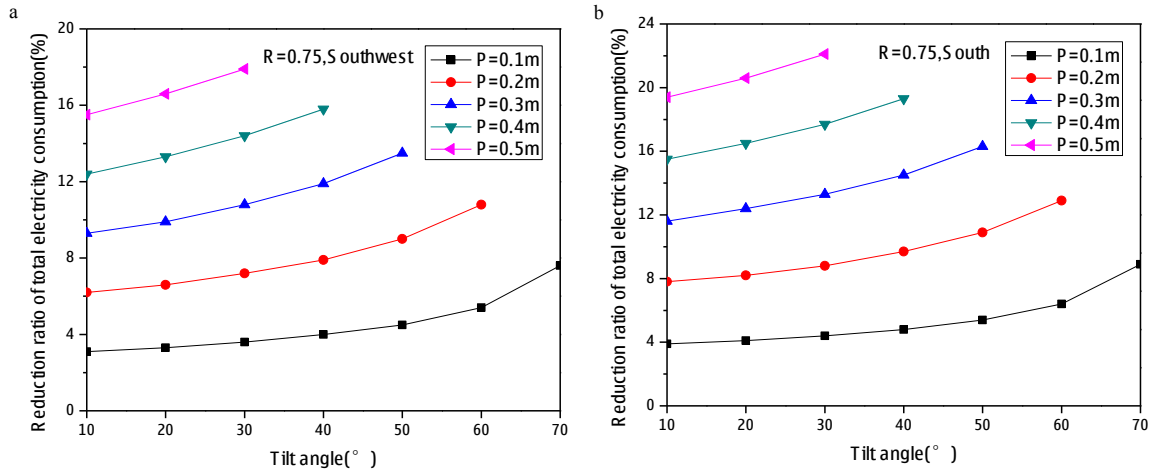 a
Reduction ratio of total electricity consumption(%)
20
16
12
8
4
0
R=0.75,Southwest
P=0.1m
P=0.2m
P=0.3m
P=0.4m
P=0.5m
10 20 30 40 50 60 70
Tilt angle(°)
b
Reduction ratio of total electricity consumption(%)
24
20
16
12
8
4
0
R=0.75,South
P=0.1m
P=0.2m
P=0.3m
P=0.4m
P=0.5m
10 20 30 40 50 60 70
Tilt angle(°)